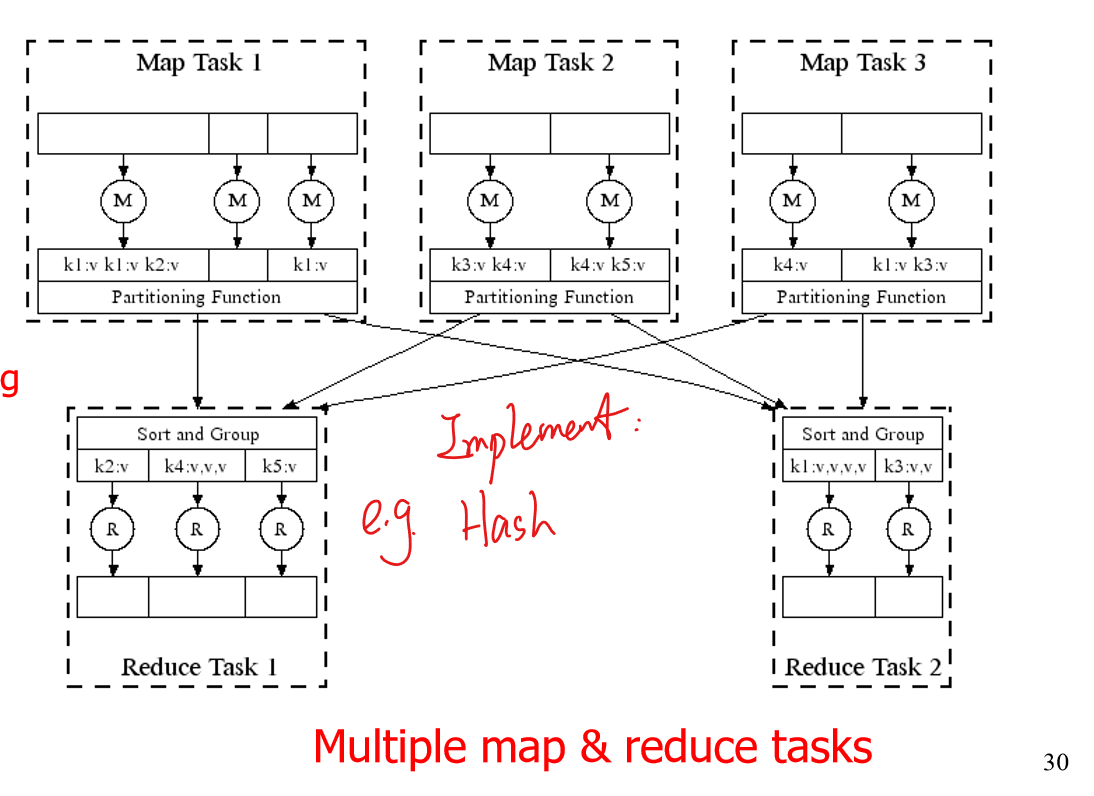 Map Task 1
Map Task 2
Map Task 3
M M M
M M
M M
k1:v k1:v k2:v k1:v
k3:v k4:v k4:v k5:v
k4:v k1:v k3:v
Partitioning Function
Partitioning Function
Partitioning Function
g
Implement:
e.g. Hash
Sort and Group
k2:v k4:v,v,v k5:v
R R R
Reduce Task 1
Sort and Group
k1:v,v,v,v k3:v,v
R R
Reduce Task 2
Multiple map & reduce tasks
30